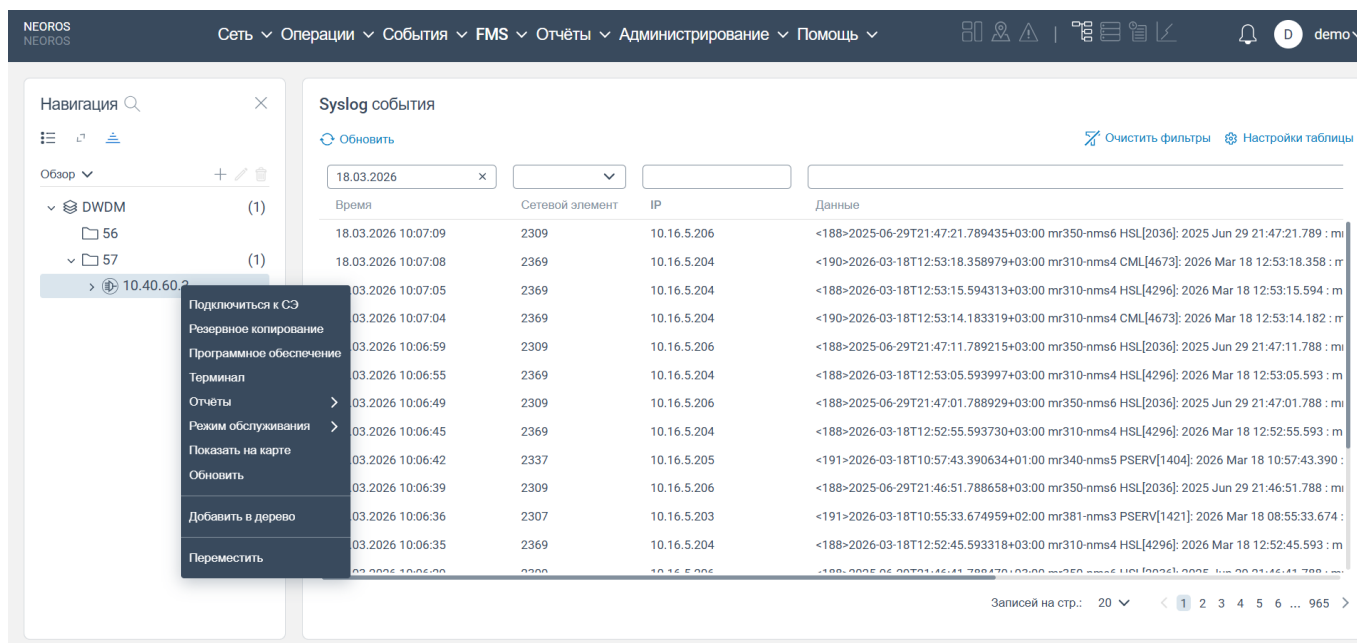 NEOROS
NEOROS
Сеть Операции События FMS Отчёты Администрирование Помощь
D demo
Навигация
Обзор
DWDM (1)
56
57 (1)
10.40.60.
Подключиться к СЭ
Резервное копирование
Программное обеспечение
Терминал
Отчёты
Режим обслуживания
Показать на карте
Обновить
Добавить в дерево
Переместить
Syslog события
Обновить
Очистить фильтры Настройки таблицы
18.03.2026 ×
Время Сетевой элемент IP Данные
18.03.2026 10:07:09 2309 10.16.5.206 <188>2025-06-29T21:47:21.789435+03:00 mr350-nms6 HSL[2036]: 2025 Jun 29 21:47:21.789 :
18.03.2026 10:07:08 2369 10.16.5.204 <190>2026-03-18T12:53:18.358979+03:00 mr310-nms4 CML[4673]: 2026 Mar 18 12:53:18.358 : m
.03.2026 10:07:05 2369 10.16.5.204 <188>2026-03-18T12:53:15.594313+03:00 mr310-nms4 HSL[4296]: 2026 Mar 18 12:53:15.594 : m
.03.2026 10:07:04 2369 10.16.5.204 <190>2026-03-18T12:53:14.183319+03:00 mr310-nms4 CML[4673]: 2026 Mar 18 12:53:14.182 : m
.03.2026 10:06:59 2309 10.16.5.206 <188>2025-06-29T21:47:11.789215+03:00 mr350-nms6 HSL[2036]: 2025 Jun 29 21:47:11.788 :
.03.2026 10:06:55 2369 10.16.5.204 <188>2026-03-18T12:53:05.593997+03:00 mr310-nms4 HSL[4296]: 2026 Mar 18 12:53:05.593 : m
.03.2026 10:06:49 2309 10.16.5.206 <188>2025-06-29T21:47:01.788929+03:00 mr350-nms6 HSL[2036]: 2025 Jun 29 21:47:01.788 :
.03.2026 10:06:45 2369 10.16.5.204 <188>2026-03-18T12:52:55.593730+03:00 mr310-nms4 HSL[4296]: 2026 Mar 18 12:52:55.593 : m
.03.2026 10:06:42 2337 10.16.5.205 <191>2026-03-18T10:57:43.390634+01:00 mr340-nms5 PSERV[1404]: 2026 Mar 18 10:57:43.390 :
.03.2026 10:06:39 2309 10.16.5.206 <188>2025-06-29T21:46:51.788658+03:00 mr350-nms6 HSL[2036]: 2025 Jun 29 21:46:51.788 :
.03.2026 10:06:36 2307 10.16.5.203 <191>2026-03-18T10:55:33.674959+02:00 mr381-nms3 PSERV[1421]: 2026 Mar 18 08:55:33.674 :
.03.2026 10:06:35 2369 10.16.5.204 <188>2026-03-18T12:52:45.593318+03:00 mr310-nms4 HSL[4296]: 2026 Mar 18 12:52:45.593 : m
Записей на стр.: 20 < 1 2 3 4 5 6 ... 965 >